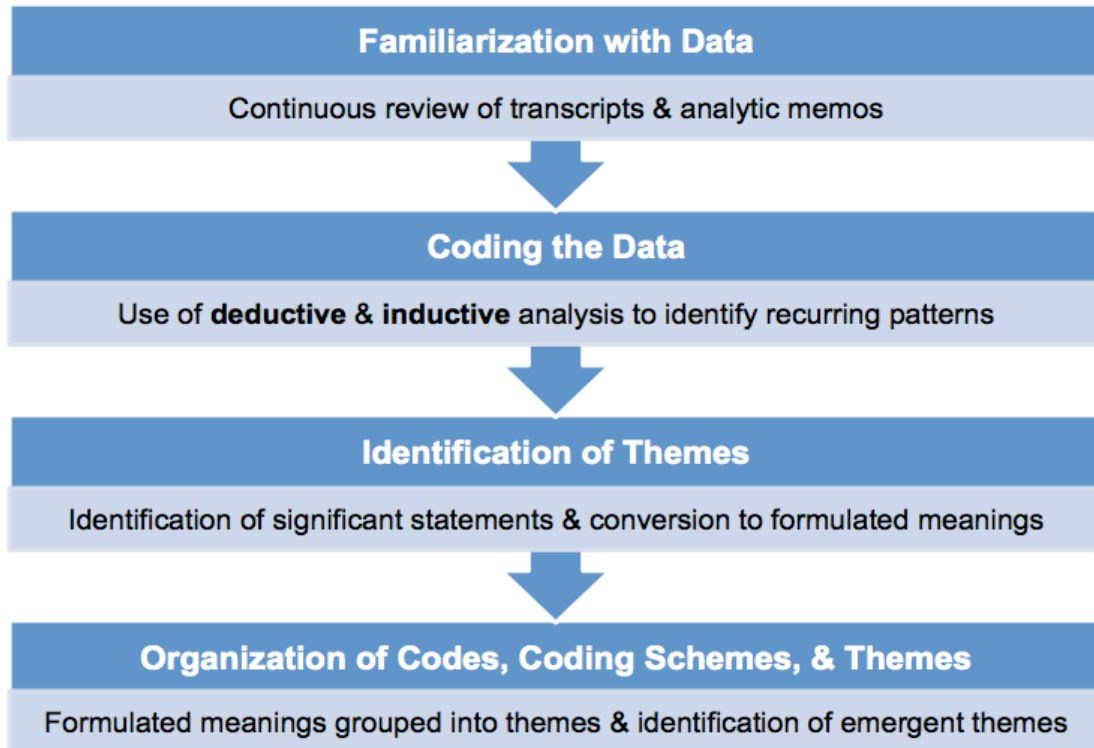 Familiarization with Data
Continuous review of transcripts & analytic memos
Coding the Data
Use of deductive & inductive analysis to identify recurring patterns
Identification of Themes
Identification of significant statements & conversion to formulated meanings
Organization of Codes, Coding Schemes, & Themes
Formulated meanings grouped into themes & identification of emergent themes